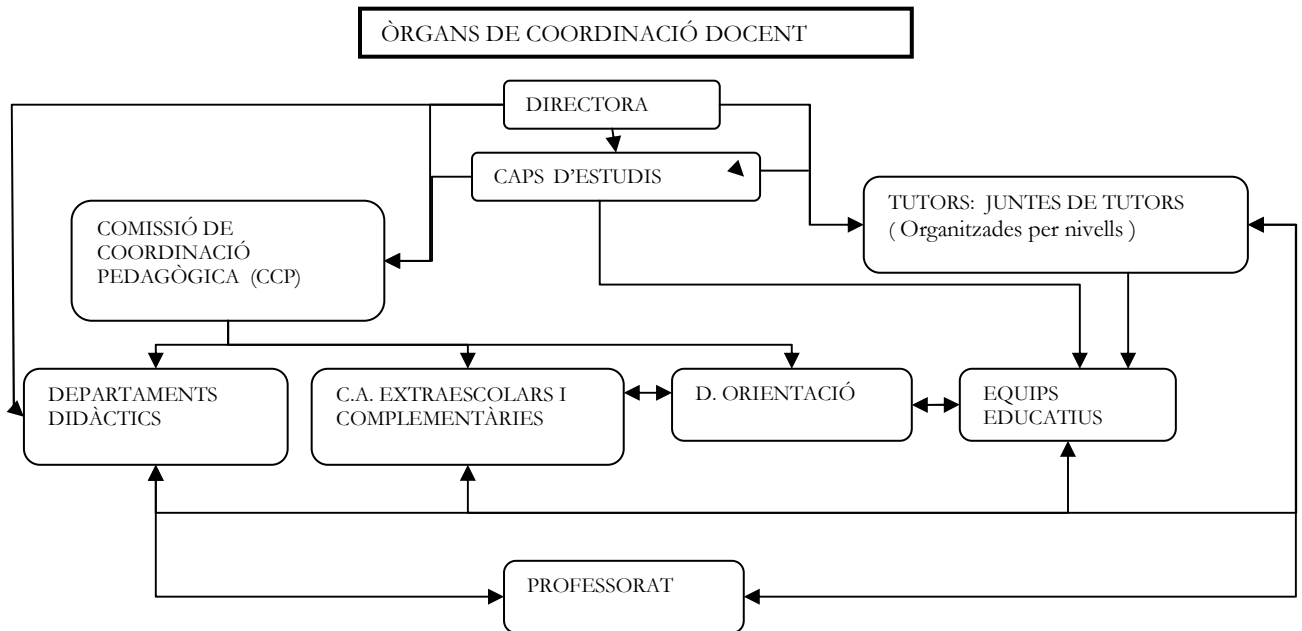 ÒRGANS DE COORDINACIÓ DOCENT
DIRECTORA
CAPS D’ESTUDIS
TUTORS: JUNTES DE TUTORS
( Organitzades per nivells )
COMISSIÓ DE
COORDINACIÓ
PEDAGÒGICA (CCP)
DEPARTAMENTS
DIDÀCTICS
C.A. EXTRAESCOLARS I
COMPLEMENTÀRIES
D. ORIENTACIÓ
EQUIPS
EDUCATIUS
PROFESSORAT